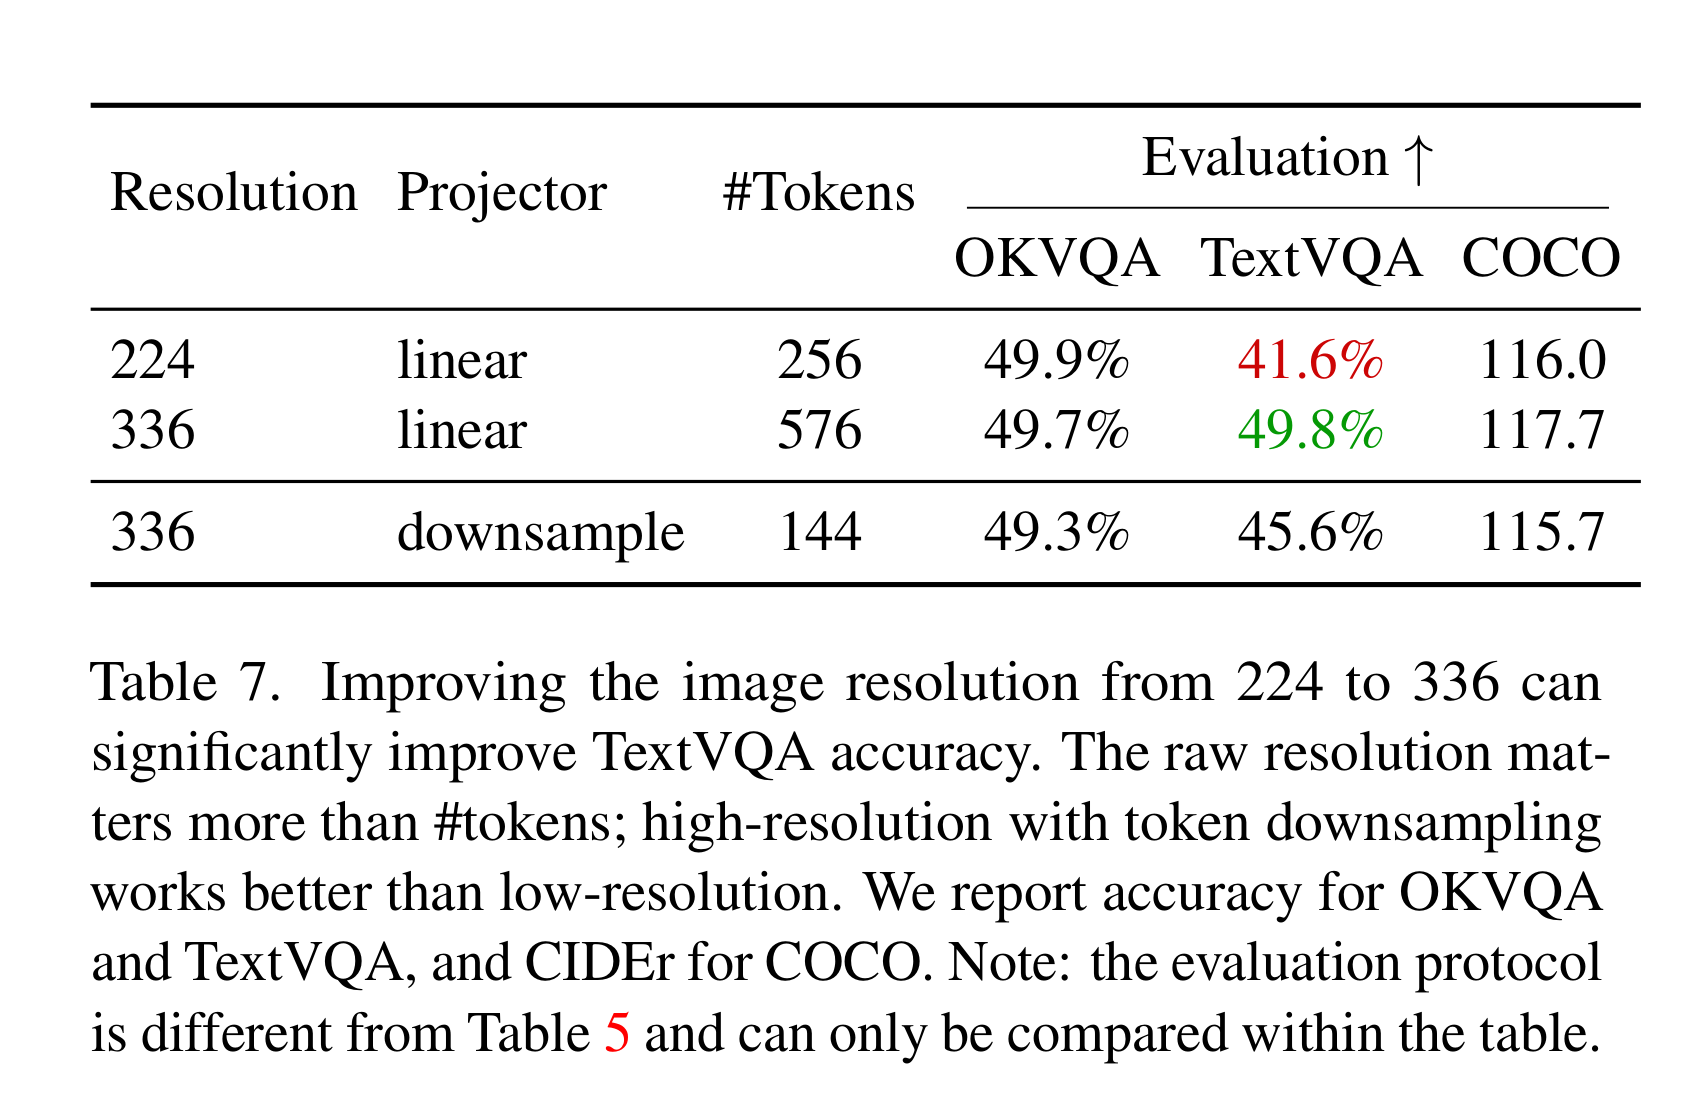 Evaluation ↑
Resolution Projector #Tokens
OKVQA TextVQA COCO
224 linear 256 49.9% 41.6% 116.0
336 linear 576 49.7% 49.8% 117.7
336 downsample 144 49.3% 45.6% 115.7
Table 7. Improving the image resolution from 224 to 336 can
significantly improve TextVQA accuracy. The raw resolution mat-
ters more than #tokens; high-resolution with token downsampling
works better than low-resolution. We report accuracy for OKVQA
and TextVQA, and CIDEr for COCO. Note: the evaluation protocol
is different from Table 5 and can only be compared within the table.